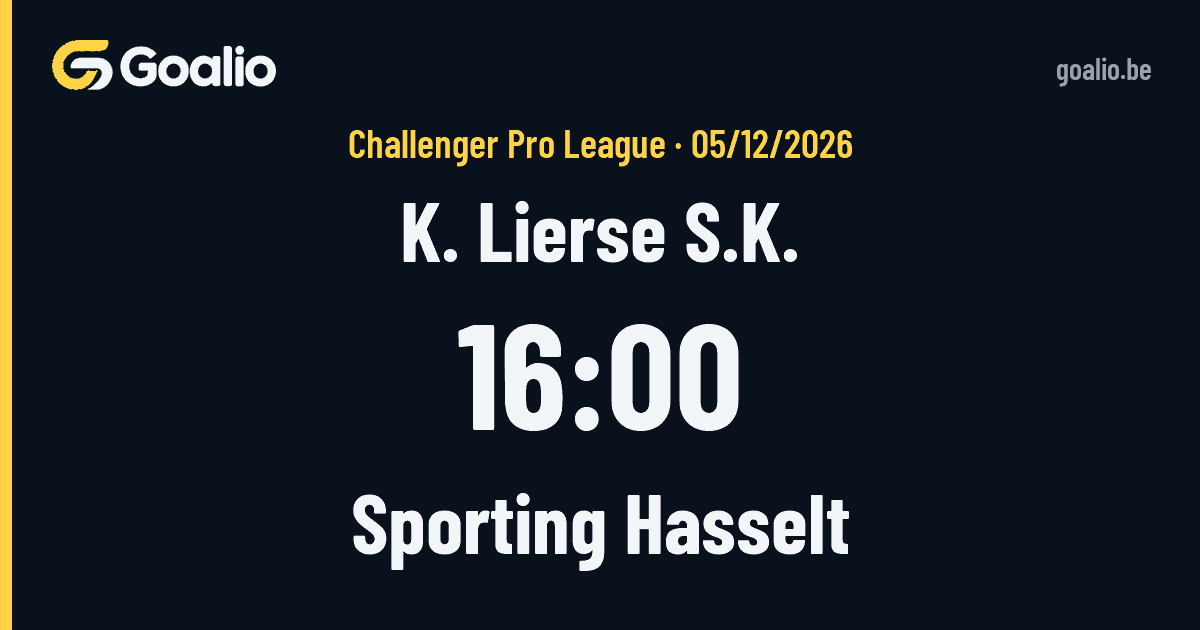 Goalio
goalio.be
Challenger Pro League · 05/12/2026
K. Lierse S.K.
16:00
Sporting Hasselt